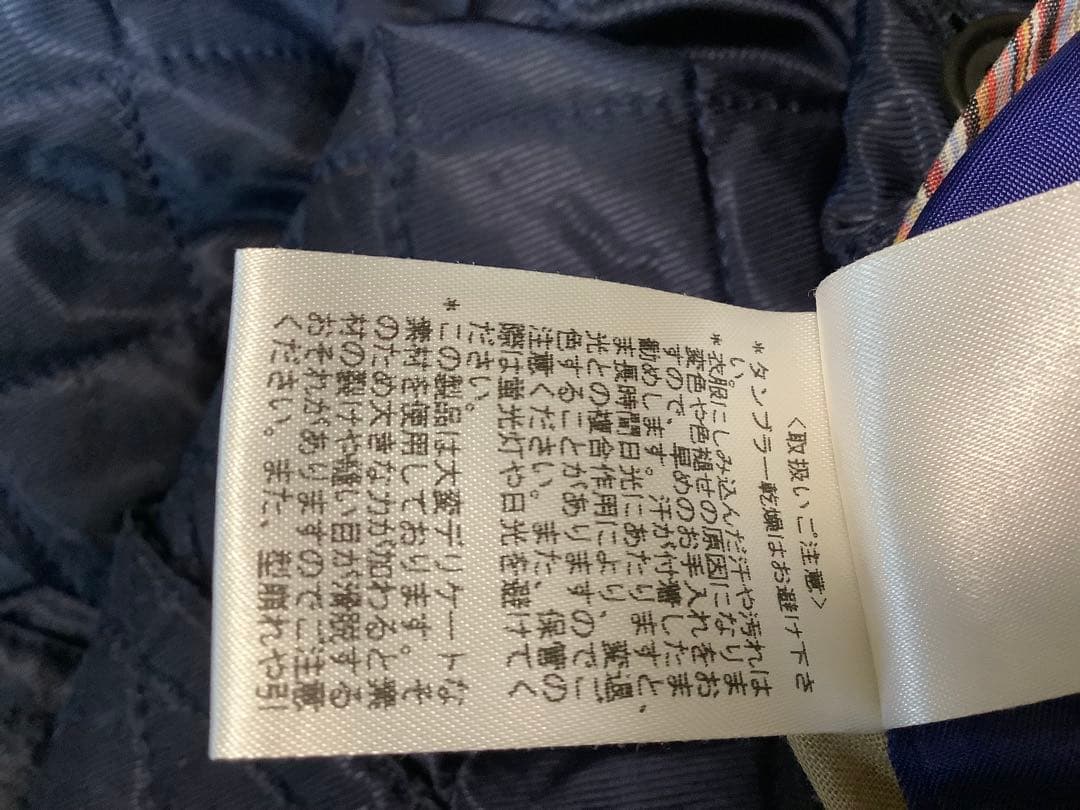 <取扱いご注意>
*タンブラー乾燥はお避け下さ
い。
*衣服にしみ込んだ汗や汚れは
変色や色褪せの原因になりま
すので、早めのお手入れをお
勧めします。汗が付着したま
ま長時間日光にあたりますと、
光との複合作用により、変退
色することがありますのでご
注意ください。また、保管の
際は蛍光灯や日光を避けてく
ださい。
*
この製品は大変デリケートな
素材を使用しております。そ
のため大きな力が加わると素
材の裂けや縫い目が滑脱する
おそれがありますのでご注意
ください。また、型崩れや引